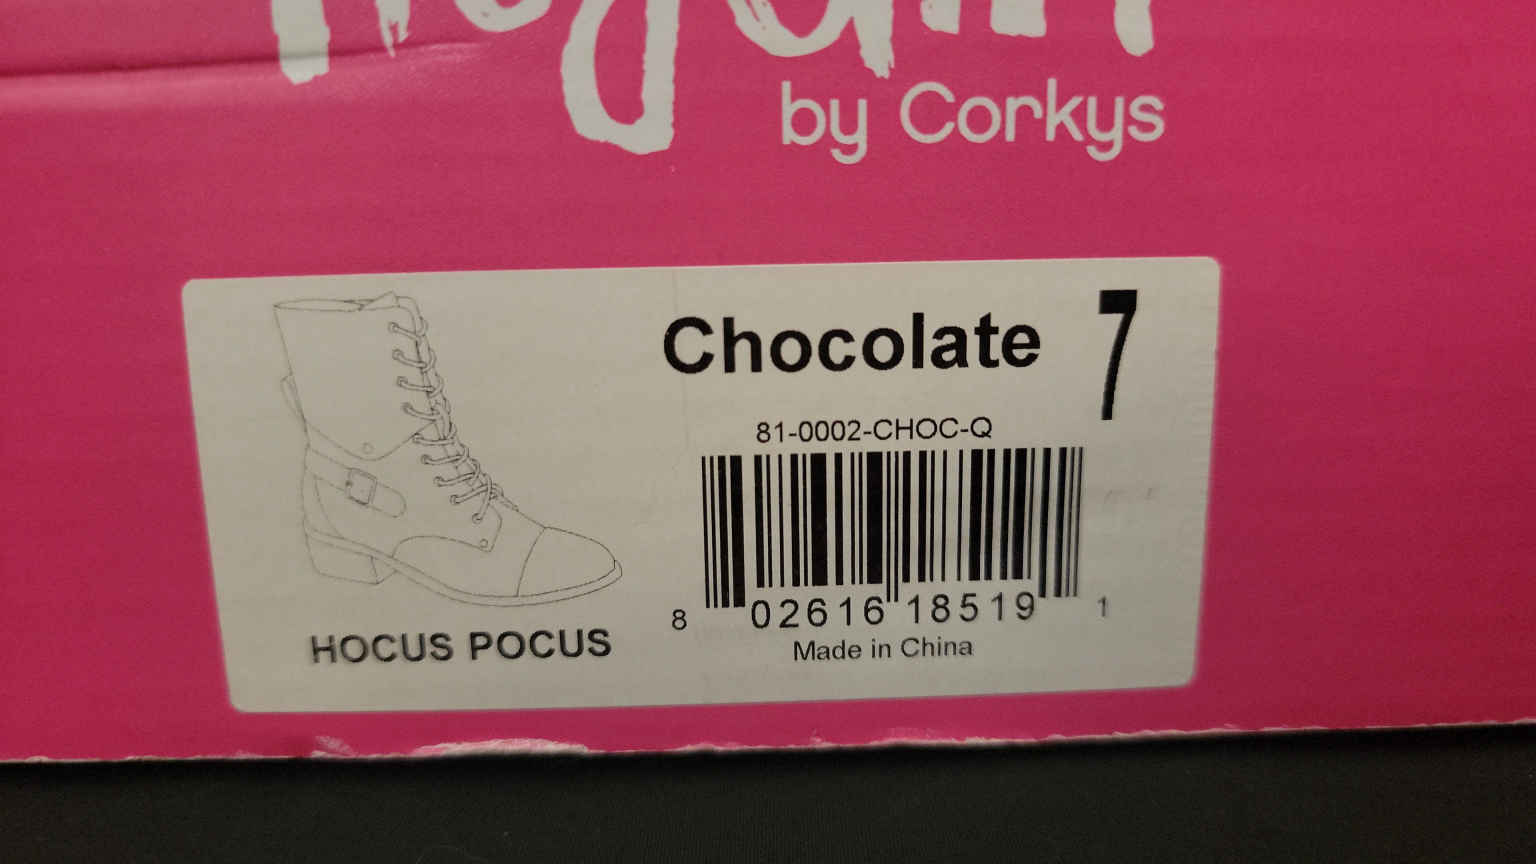 by Corkys
Chocolate 7
81-0002-CHOC-Q
8 02616 18519 1
HOCUS POCUS
Made in China